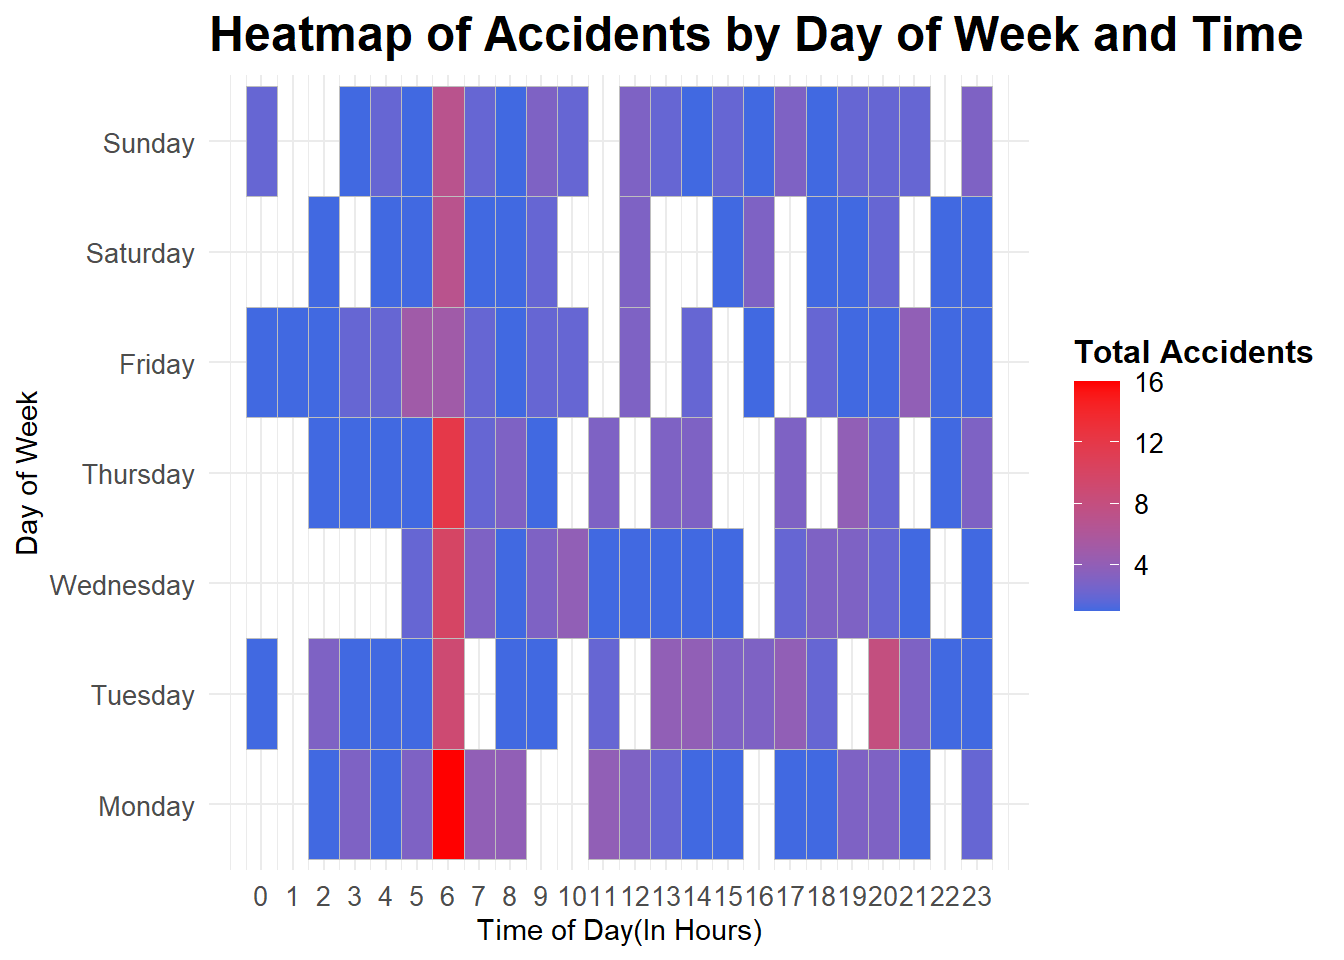 Heatmap of Accidents by Day of Week and Time
Day of Week
Sunday
Saturday
Friday
Thursday
Wednesday
Tuesday
Monday
0 1 2 3 4 5 6 7 8 9 10 11 12 13 14 15 16 17 18 19 20 21 22 23
Time of Day(In Hours)
Total Accidents
16
12
8
4